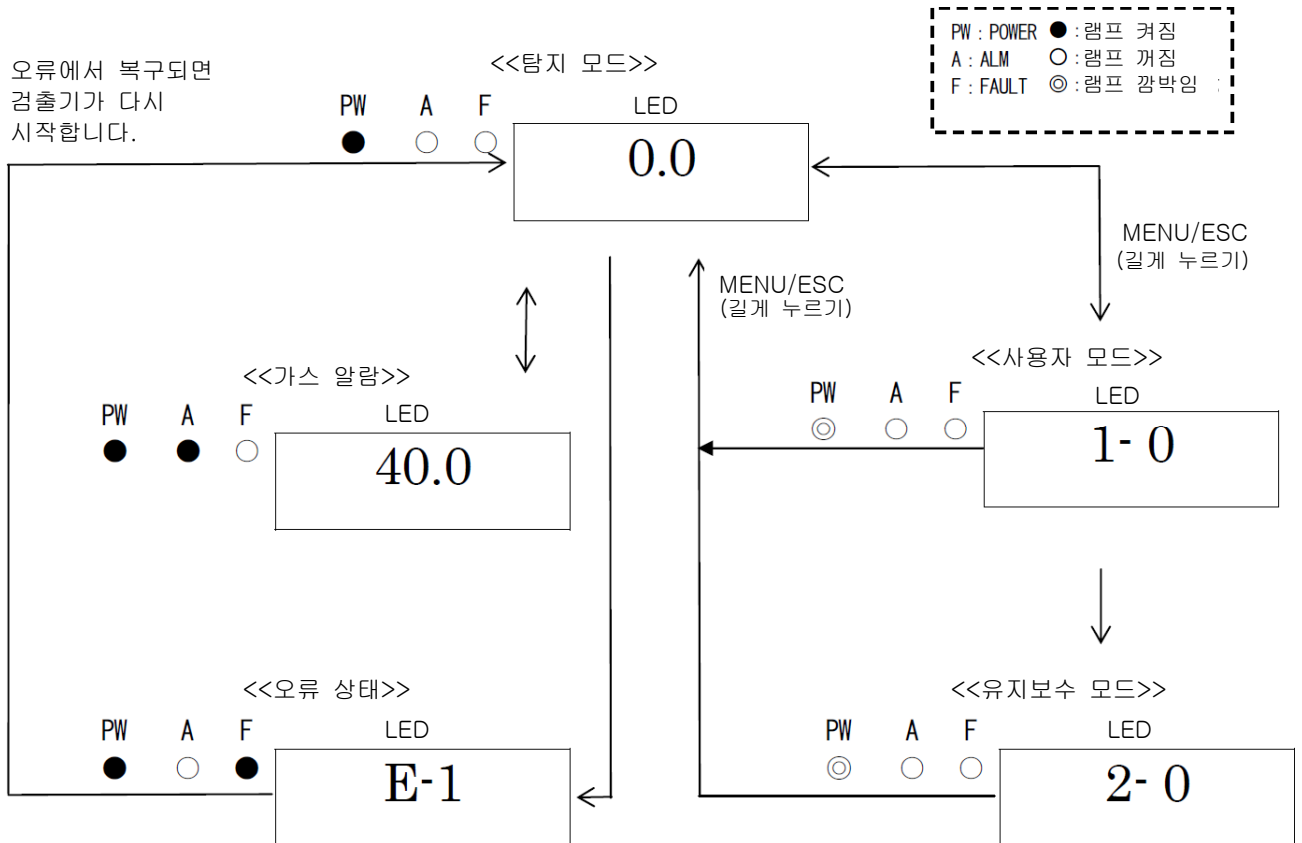 PW : POWER ● : 램프 켜짐
A : ALM ○ : 램프 꺼짐
F : FAULT ◎ : 램프 깜박임 :
오류에서 복구되면
검출기가 다시
시작합니다.
<<탐지 모드>>
PW A F LED
● ○ ○
0.0
MENU/ESC
(길게 누르기)
MENU/ESC
(길게 누르기)
<<가스 알람>>
PW A F LED
● ● ○
40.0
<<사용자 모드>>
PW A F LED
◎ ○ ○
1- 0
<<오류 상태>>
PW A F LED
● ○ ●
E-1
<<유지보수 모드>>
PW A F LED
◎ ○ ○
2- 0